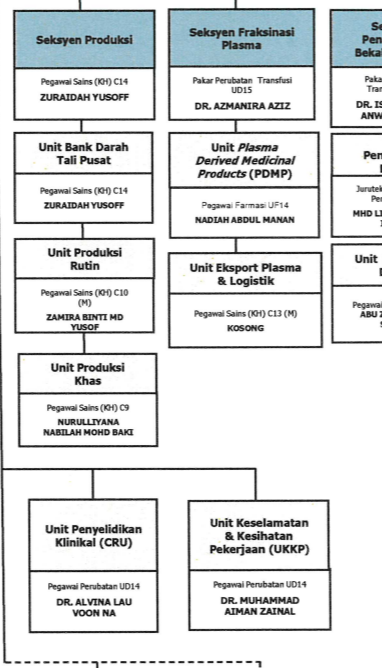 Seksyen Produksi
Pegawai Sains (KH) C14
ZURAIDAH YUSOFF
Unit Bank Darah
Tali Pusat
Pegawai Sains (KH) C14
ZURAIDAH YUSOFF
Unit Produksi
Rutin
Pegawai Sains (KH) C10
(M)
ZAMIRA BINTI MD
YUSOF
Unit Produksi
Khas
Pegawai Sains (KH) C9
NURULLIYANA
NABILAH MOHD BAKI
Seksyen Fraksinasi
Plasma
Pakar Perubatan Transfusi
UD15
DR. AZMANIRA AZIZ
Unit Plasma
Derived Medicinal
Products (PDMP)
Pegawai Farmasi UF14
NADIAH ABDUL MANAN
Unit Eksport Plasma
& Logistik
Pegawai Sains (KH) C13 (M)
KOSONG
Unit
Unit Penyelidikan
Klinikal (CRU)
Pegawai Perubatan UD14
DR. ALVINA LAU
VOON NA
Unit Keselamatan
& Kesihatan
Pekerjaan (UKKP)
Pegawai Perubatan UD14
DR. MUHAMMAD
AIMAN ZAINAL